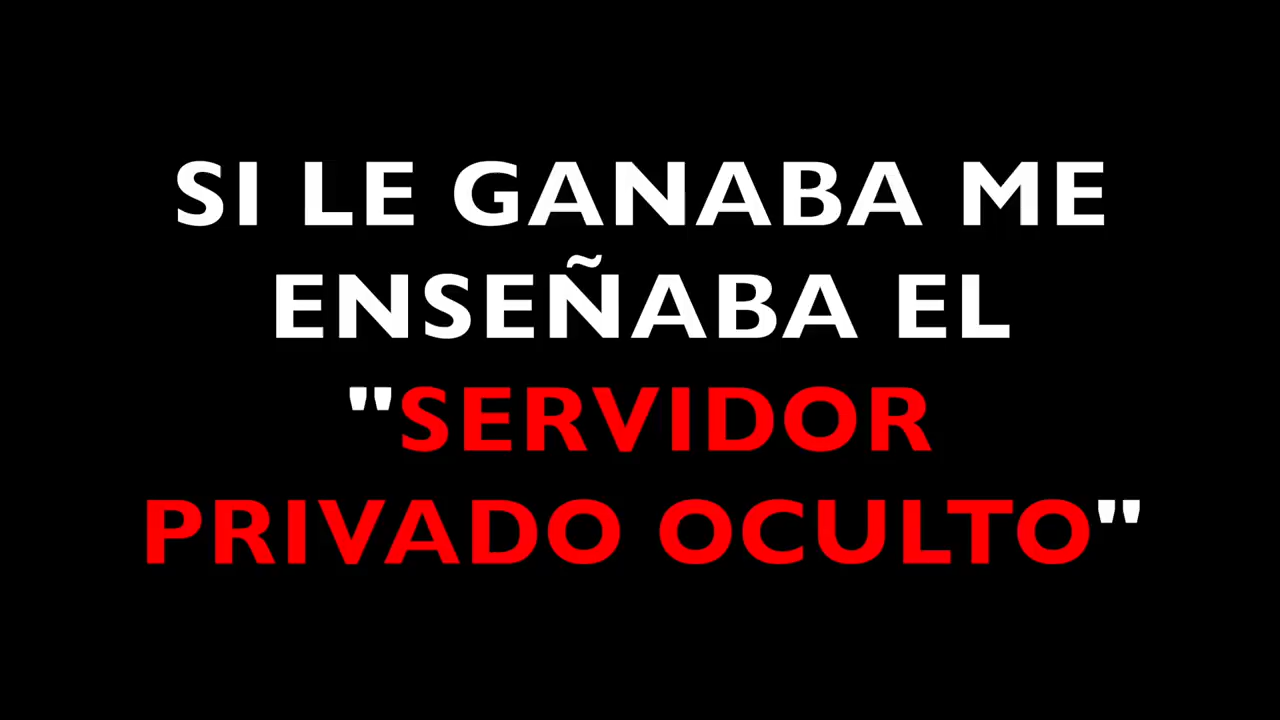 SI LE GANABA ME
ENSEÑABA EL
"SERVIDOR
PRIVADO OCULTO"